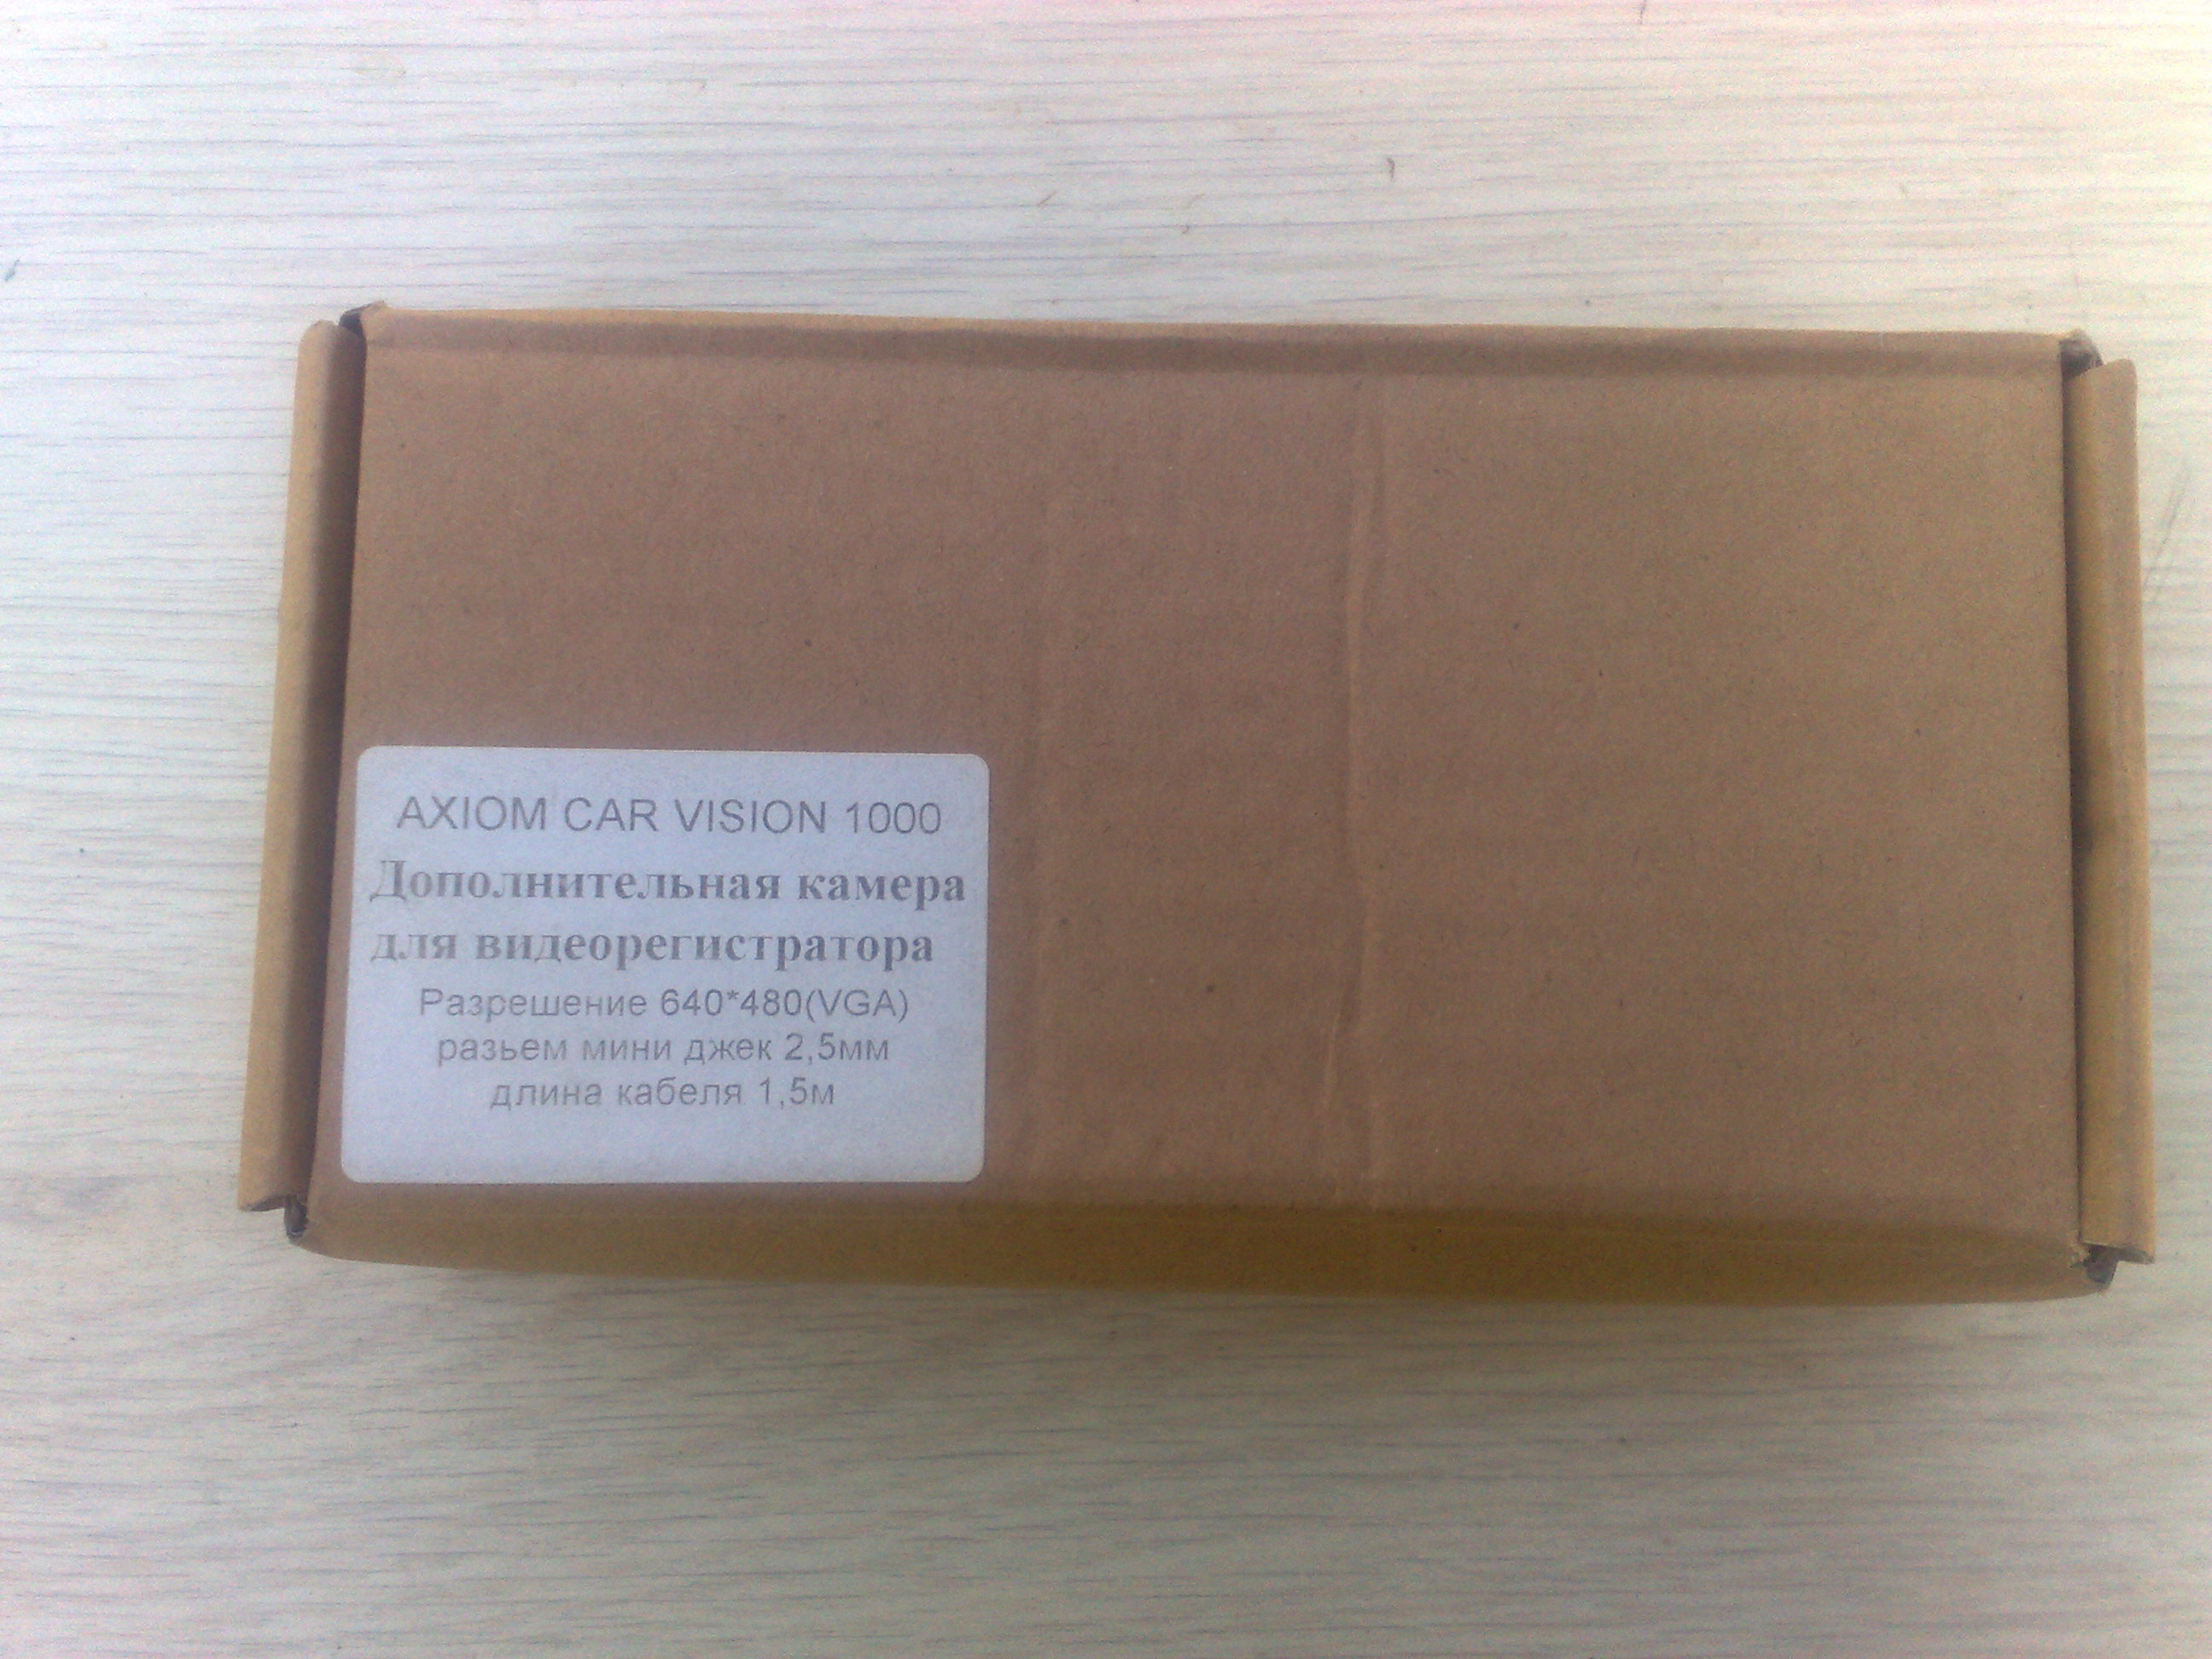 AXIOM CAR VISION 1000
Дополнительная камера
для видеорегистратора
Разрешение 640*480(VGA)
разьем мини джек 2,5мм
длина кабеля 1,5м